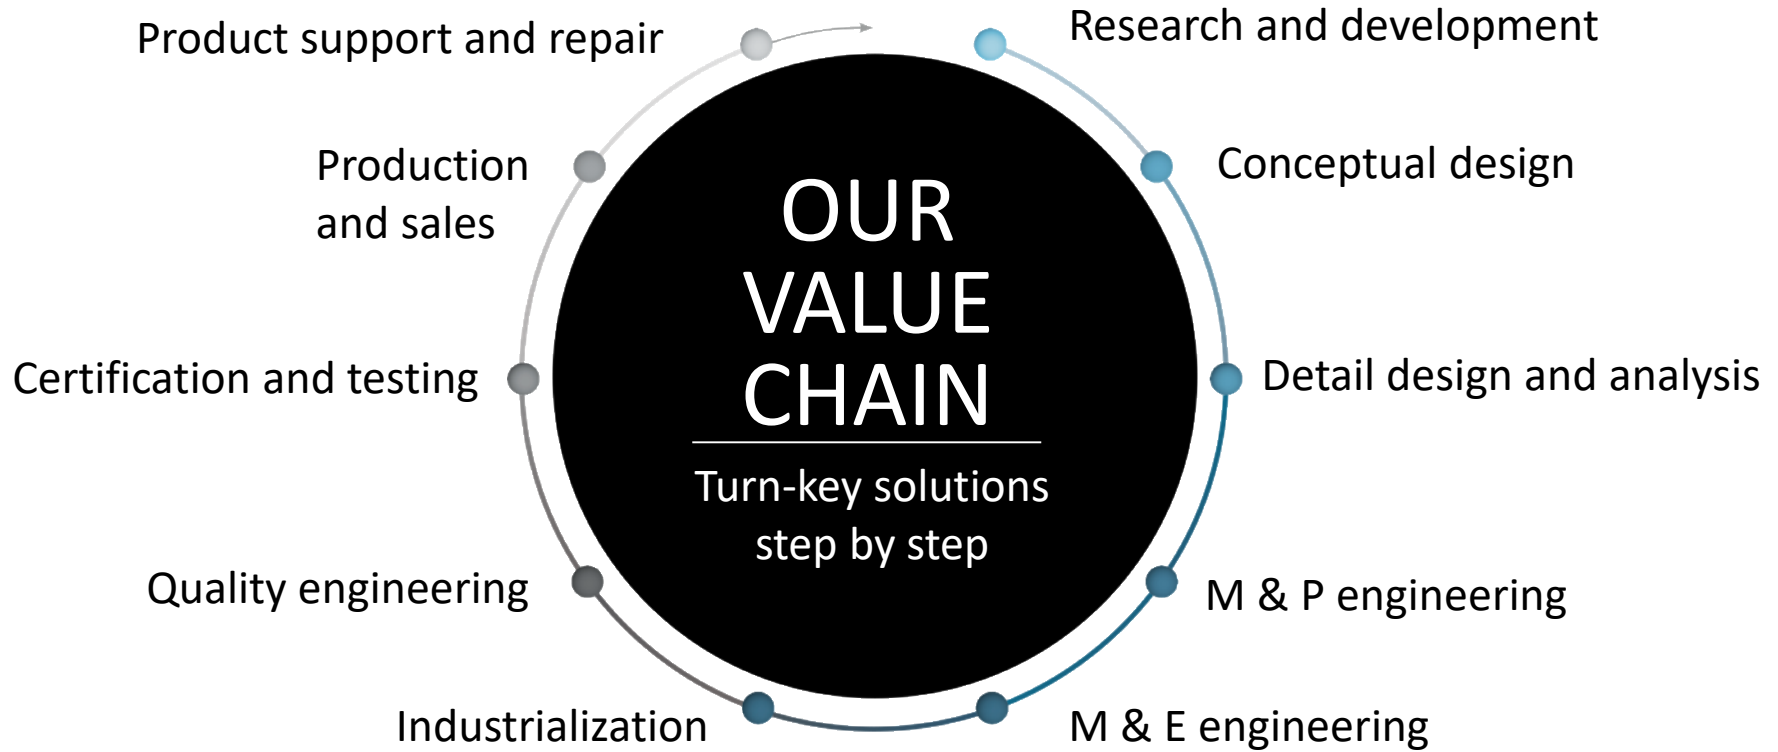 OUR
VALUE
CHAIN
Turn-key solutions
step by step
Research and development
Conceptual design
Detail design and analysis
M & P engineering
M & E engineering
Industrialization
Quality engineering
Certification and testing
Production
and sales
Product support and repair